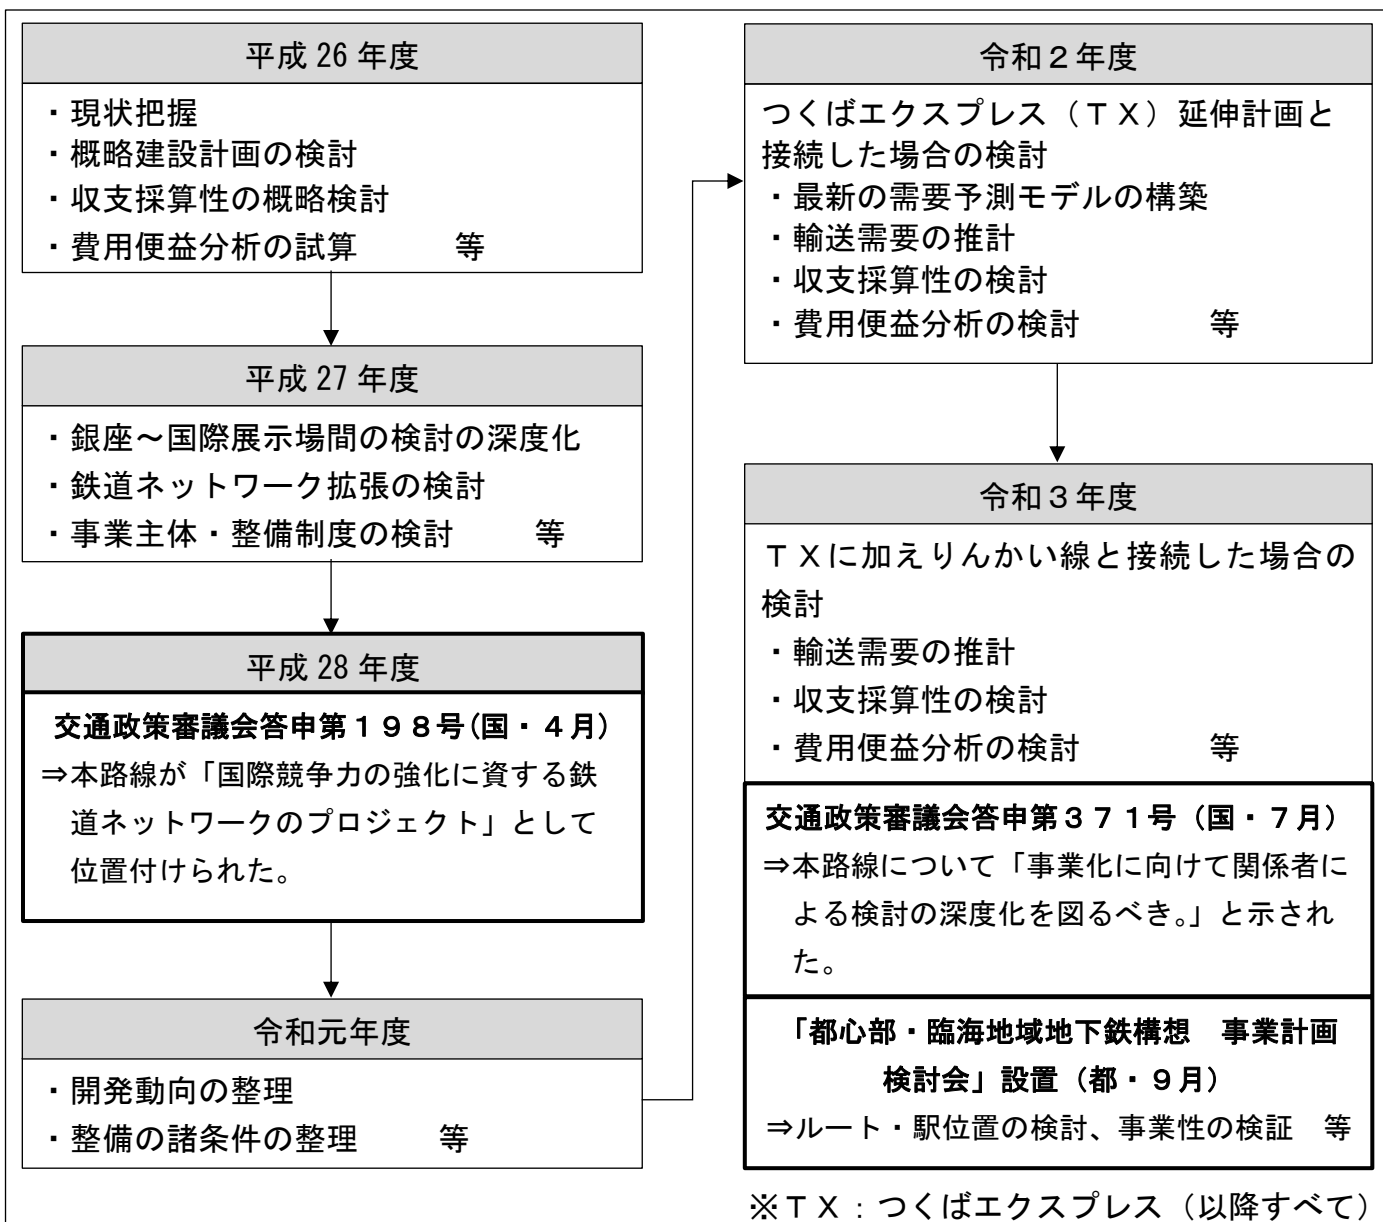 平成 26 年度
・現状把握
・概略建設計画の検討
・収支採算性の概略検討
・費用便益分析の試算　　　等
平成 27 年度
・銀座～国際展示場間の検討の深度化
・鉄道ネットワーク拡張の検討
・事業主体・整備制度の検討　　　等
平成 28 年度
交通政策審議会答申第１９８号(国・４月)
⇒本路線が「国際競争力の強化に資する鉄
道ネットワークのプロジェクト」として
位置付けられた。
令和元年度
・開発動向の整理
・整備の諸条件の整理　　　等
令和２年度
つくばエクスプレス（ＴＸ）延伸計画と
接続した場合の検討
・最新の需要予測モデルの構築
・輸送需要の推計
・収支採算性の検討
・費用便益分析の検討　　　　等
令和３年度
ＴＸに加えりんかい線と接続した場合の
検討
・輸送需要の推計
・収支採算性の検討
・費用便益分析の検討　　　　等
交通政策審議会答申第３７１号（国・７月）
⇒本路線について「事業化に向けて関係者に
よる検討の深度化を図るべき。」と示され
た。
「都心部・臨海地域地下鉄構想　事業計画
検討会」設置（都・９月）
⇒ルート・駅位置の検討、事業性の検証　等
※ＴＸ：つくばエクスプレス（以降すべて）